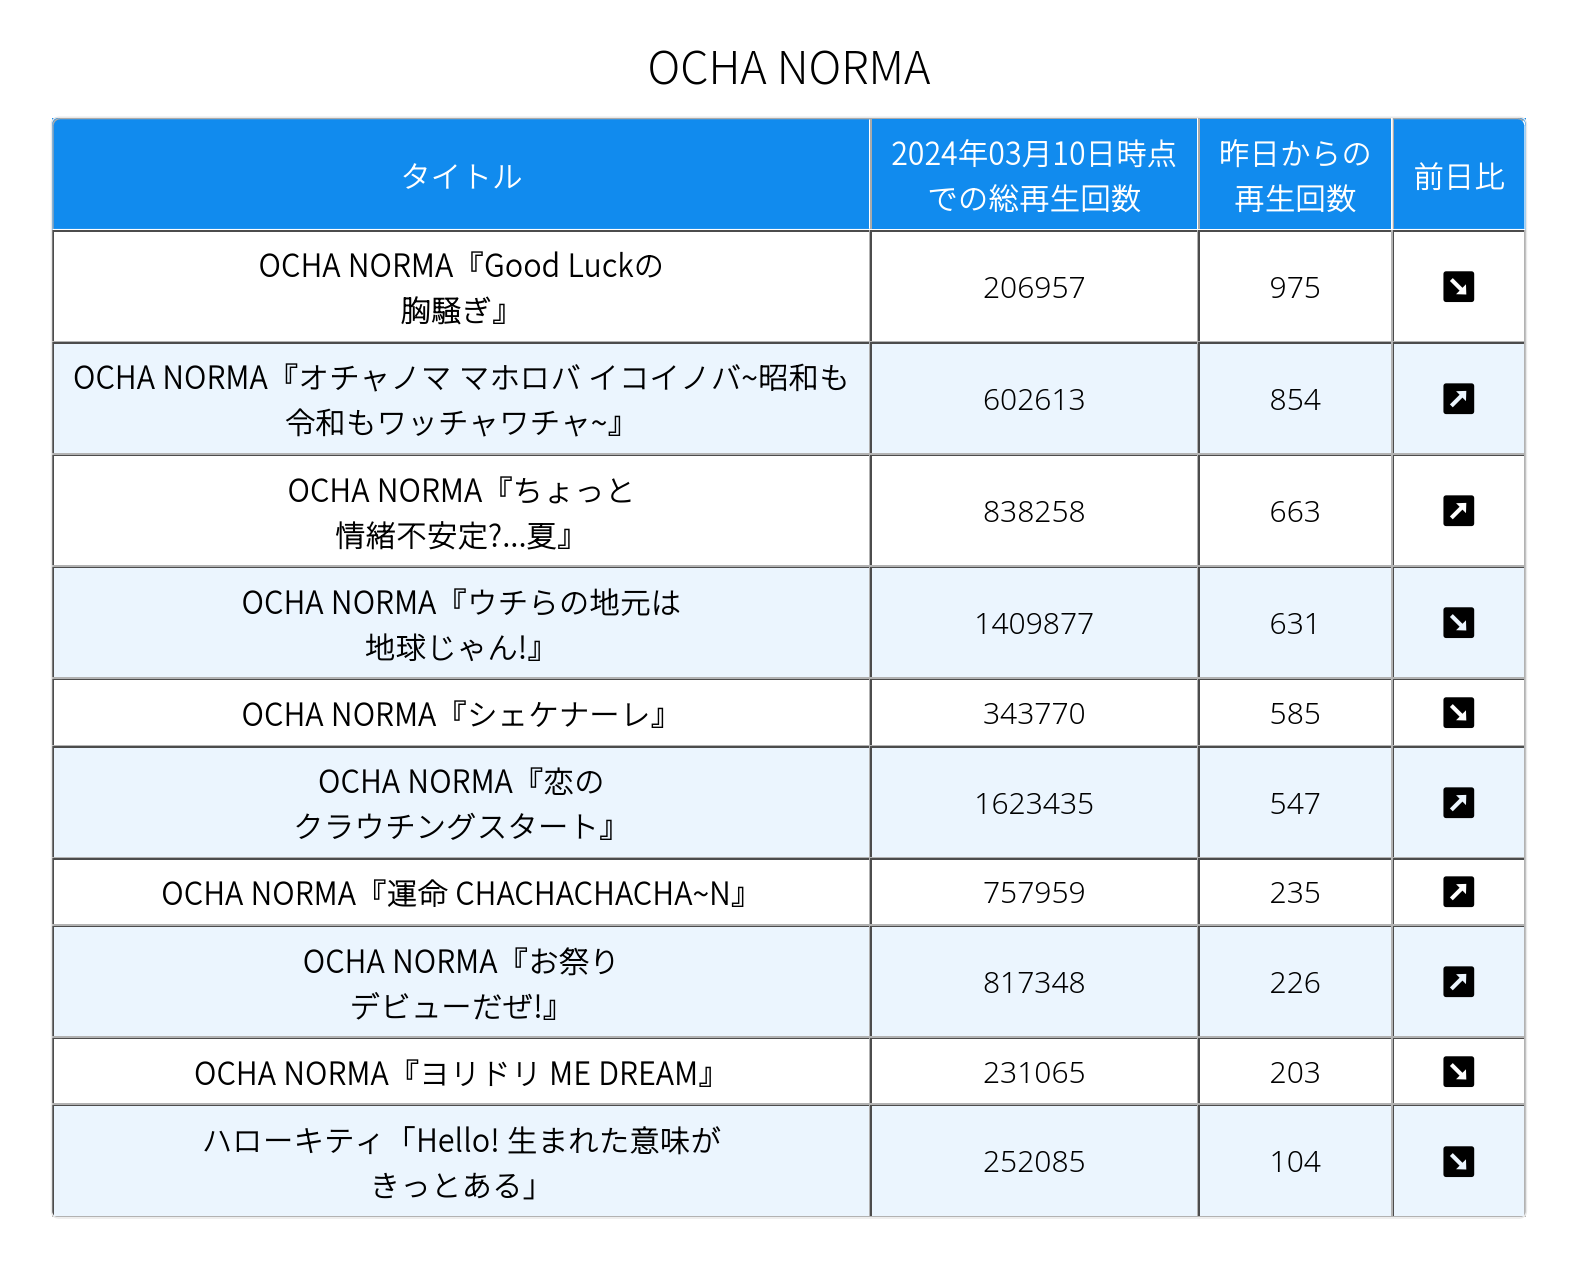 OCHA NORMA
タイトル
2024年03月10日時点
での総再生回数
昨日からの
再生回数
前日比
OCHA NORMA『Good Luckの
胸騒ぎ』
206957
975
↘
OCHA NORMA『オチャノマ マホロバ イコイノバ~昭和も
令和もワッチャワチャ~』
602613
854
↗
OCHA NORMA『ちょっと
情緒不安定?...夏』
838258
663
↗
OCHA NORMA『ウチらの地元は
地球じゃん!』
1409877
631
↘
OCHA NORMA『シェケナーレ』
343770
585
↘
OCHA NORMA『恋の
クラウチングスタート』
1623435
547
↗
OCHA NORMA『運命 CHACHACHACHA~N』
757959
235
↗
OCHA NORMA『お祭り
デビューだぜ!』
817348
226
↗
OCHA NORMA『ヨリドリ ME DREAM』
231065
203
↘
ハローキティ「Hello! 生まれた意味が
きっとある」
252085
104
↘